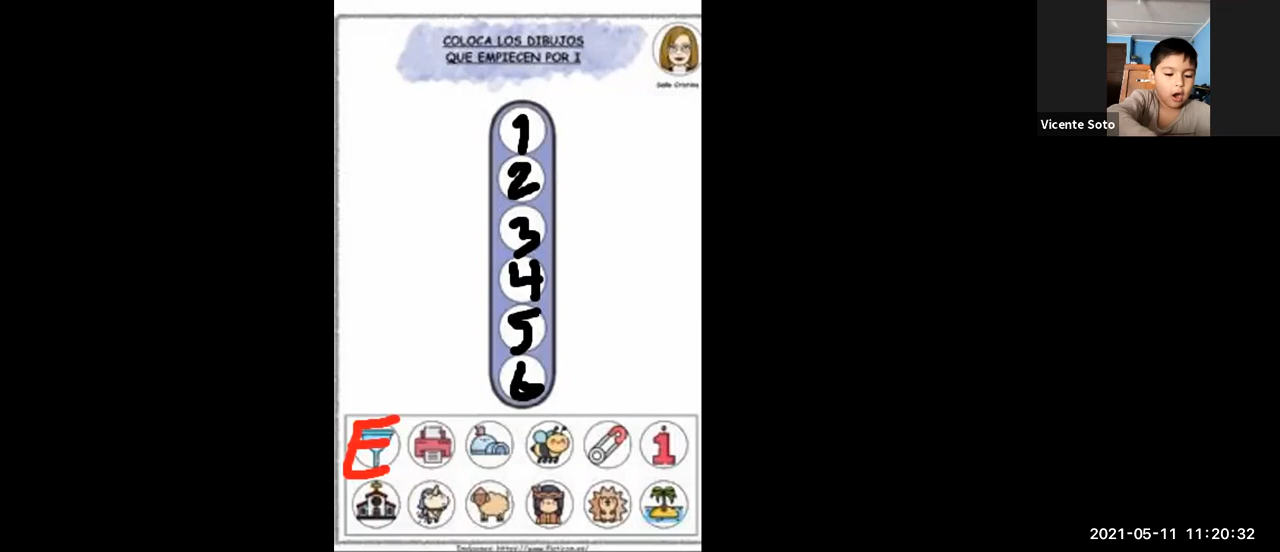 COLOCA LOS DIBUJOS
QUE EMPIECEN POR I
Vicente Soto
1
2
3
4
5
6
E
i
2021-05-11 11:20:32